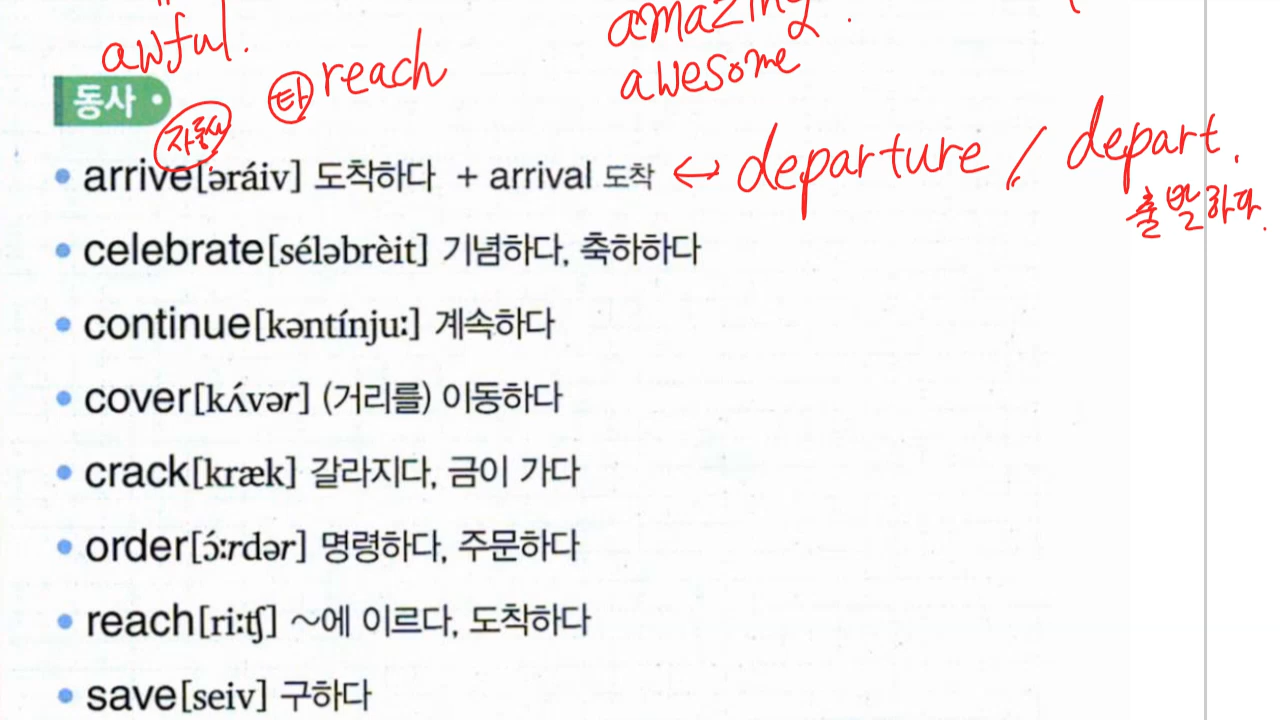 awful.
amazing.
awesome
타 reach
동사
자동사
arrive[əráiv] 도착하다 + arrival 도착 ↔ departure / depart.
출발하다.
celebrate[séləbrèit] 기념하다, 축하하다
continue[kəntínju:] 계속하다
cover[kʌ́vər] (거리를) 이동하다
crack[kræk] 갈라지다, 금이 가다
order[ɔ́:rdər] 명령하다, 주문하다
reach[ri:tʃ] ~에 이르다, 도착하다
save[seiv] 구하다